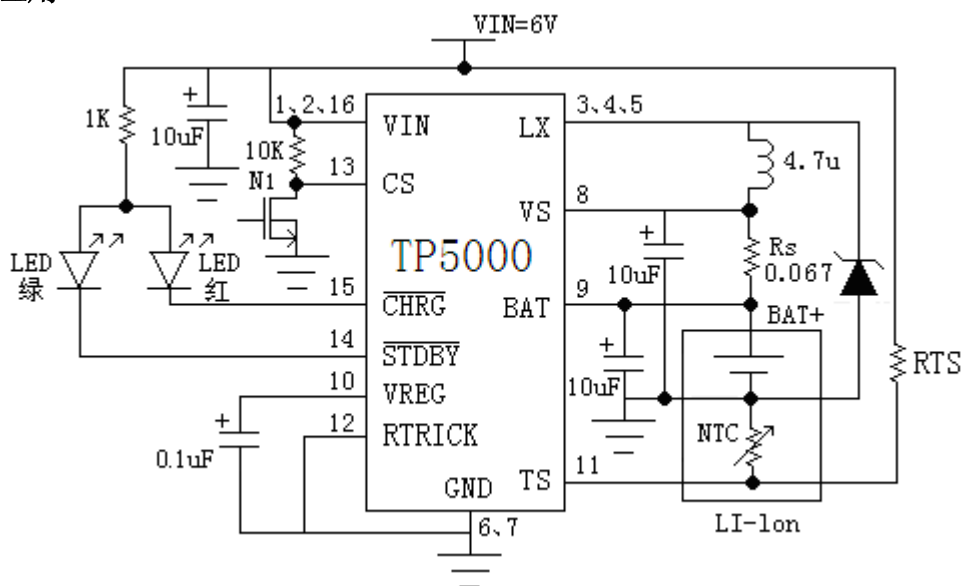 VIN=6V
1K
10uF
1、2、16
VIN
10K
13
CS
N1
3、4、5
LX
4.7u
8
VS
TP5000
10uF
Rs
0.067
LED
绿
LED
红
15
CHRG
9
BAT
BAT+
14
STDBY
10uF
RTS
10
VREG
12
RTRICK
0.1uF
NTC
11
TS
GND
6、7
LI-lon